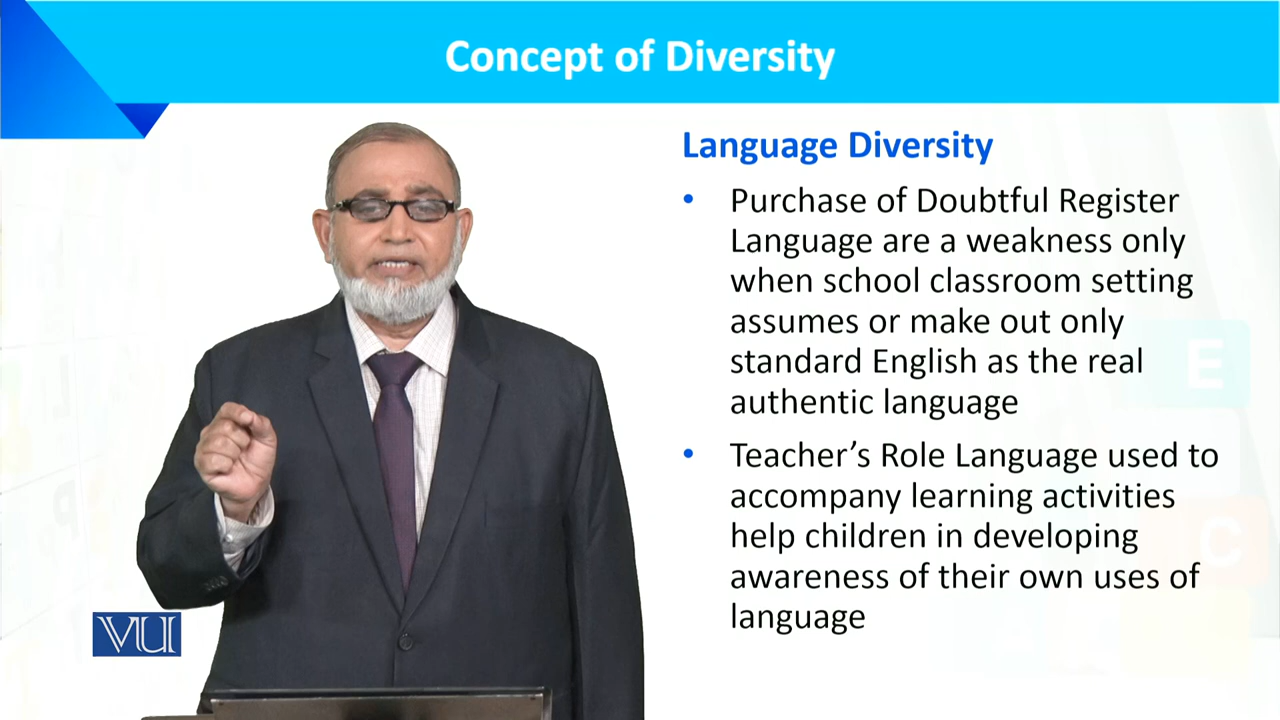 Concept of Diversity
Language Diversity
• Purchase of Doubtful Register
Language are a weakness only
when school classroom setting
assumes or make out only
standard English as the real
authentic language
• Teacher’s Role Language used to
accompany learning activities
help children in developing
awareness of their own uses of
language
VU
E
C
L
P